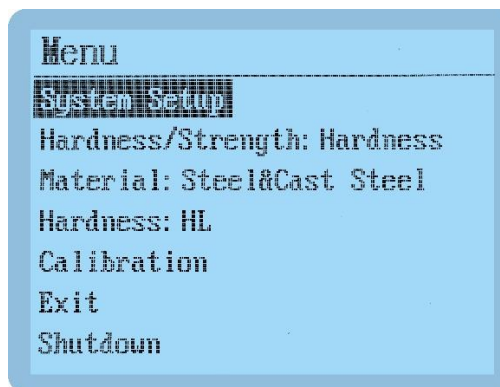 Menu
System Setup
Hardness/Strength: Hardness
Material: Steel&Cast Steel
Hardness: HL
Calibration
Exit
Shutdown